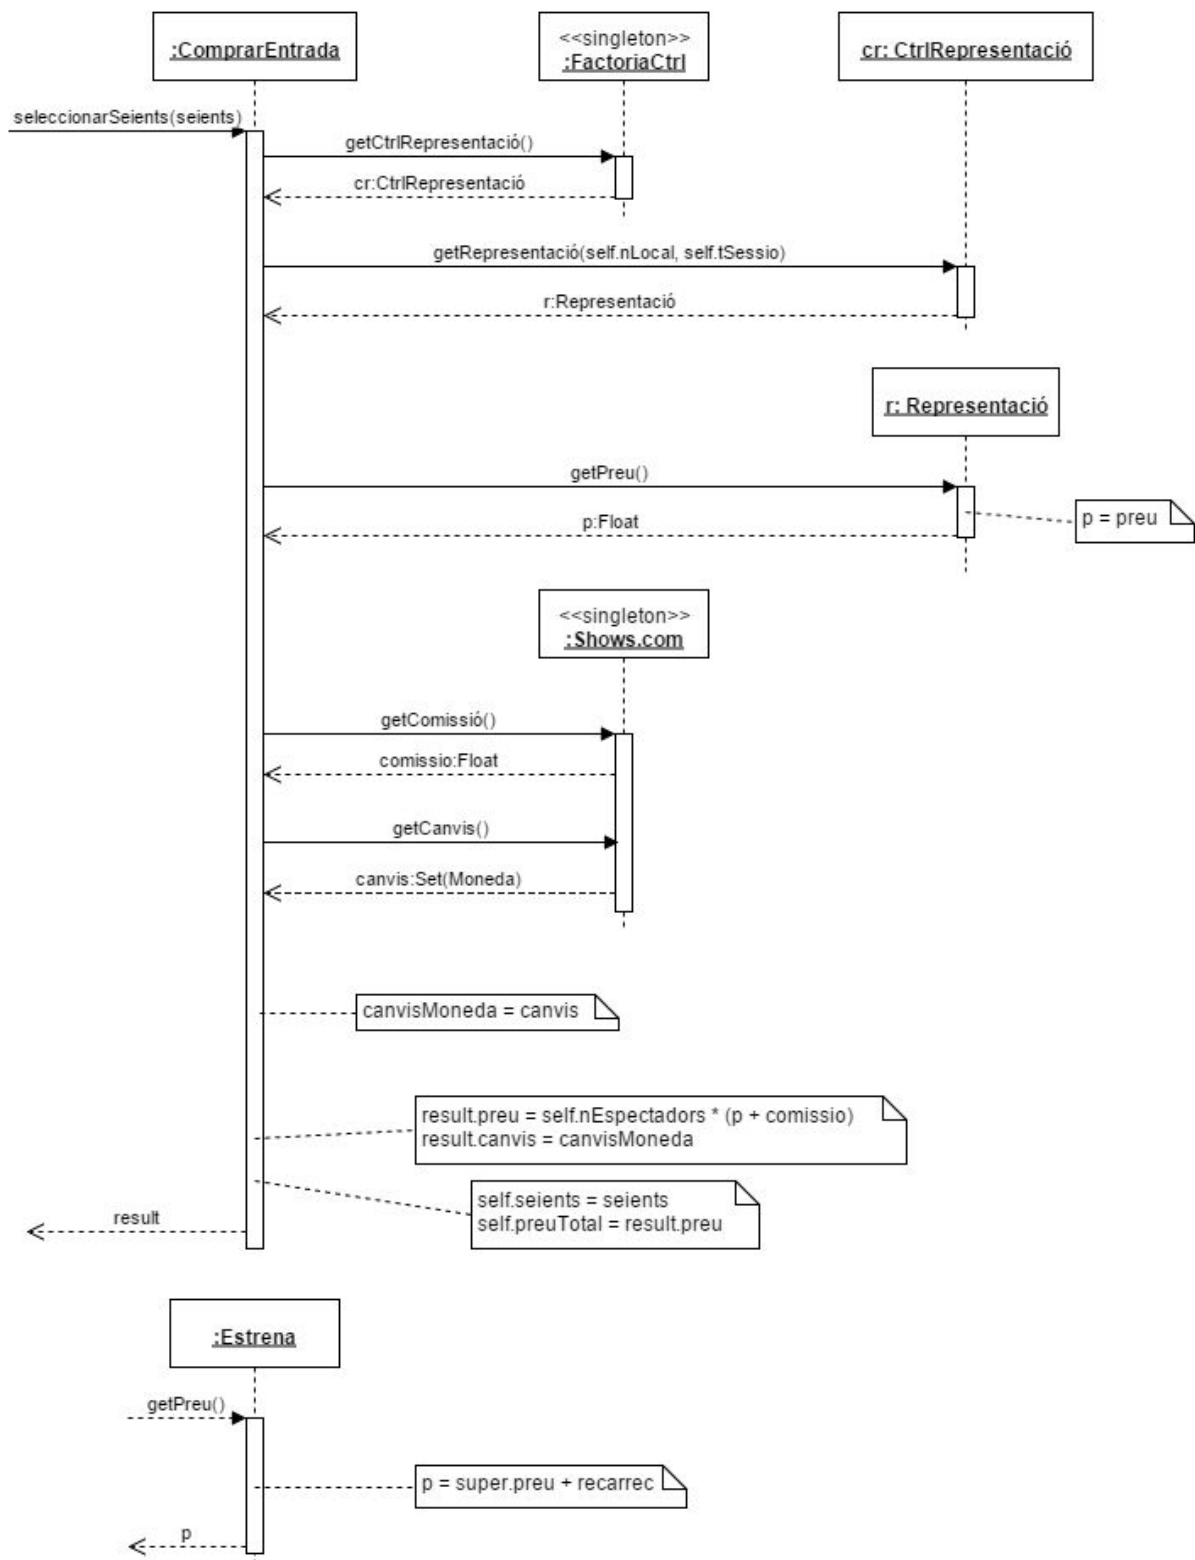 :ComprarEntrada
<<singleton>>
:FactoriaCtrl
cr: CtrlRepresentació
seleccionarSeients(seients)
getCtrlRepresentació()
cr:CtrlRepresentació
getRepresentació(self.nLocal, self.tSessio)
r:Representació
r: Representació
getPreu()
p = preu
p:Float
<<singleton>>
:Shows.com
getComissió()
comissio:Float
getCanvis()
canvis:Set(Moneda)
canvisMoneda = canvis
result.preu = self.nEspectadors * (p + comissio)
result.canvis = canvisMoneda
self.seients = seients
self.preuTotal = result.preu
result
:Estrena
getPreu()
p = super.preu + recarrec
p